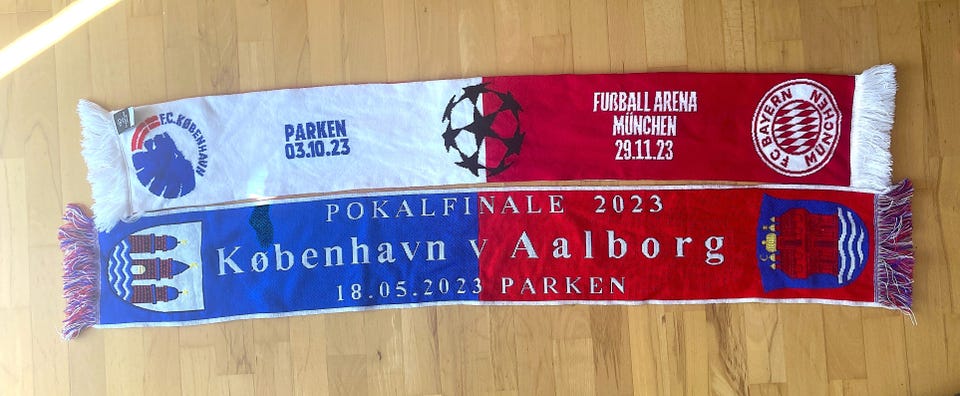 F.C. KØBENHAVN
PARKEN
03.10.23
FUßBALL ARENA
MÜNCHEN
29.11.23
FC BAYERN MÜNCHEN
POKALFINALE 2023
København v Aalborg
18.05.2023 PARKEN